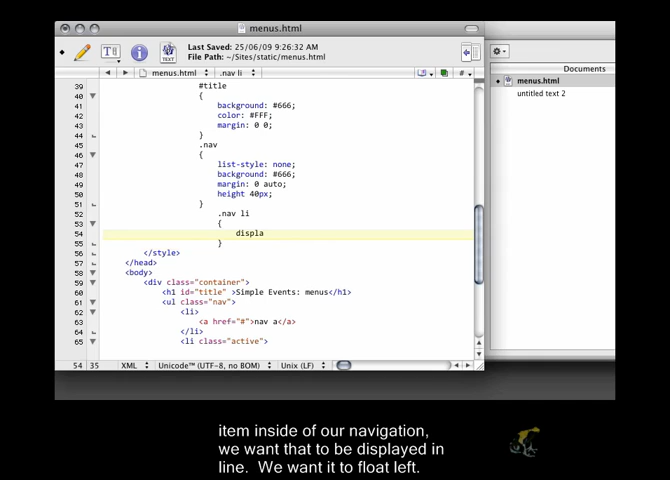 menus.html
Last Saved: 25/06/09 9:26:32 AM
File Path: ~/Sites/static/menus.html
TEXT
menus.html .nav li #
Documents
menus.html
untitled text 2
39 #title
40 {
41 background: #666;
42 color: #FFF;
43 margin: 0 0;
44 }
45 .nav
46 {
47 list-style: none;
48 background: #666;
49 margin: 0 auto;
50 height 40px;
51 }
52 .nav li
53 {
54 displa
55 }
56 </style>
57 </head>
58 <body>
59 <div class="container">
60 <h1 id="title" >Simple Events: menus</h1>
61 <ul class="nav">
62 <li>
63 <a href="#">nav a</a>
64 </li>
65 <li class="active">
54 35 XML Unicode™ (UTF-8, no BOM) Unix (LF)
item inside of our navigation,
we want that to be displayed in
line. We want it to float left.